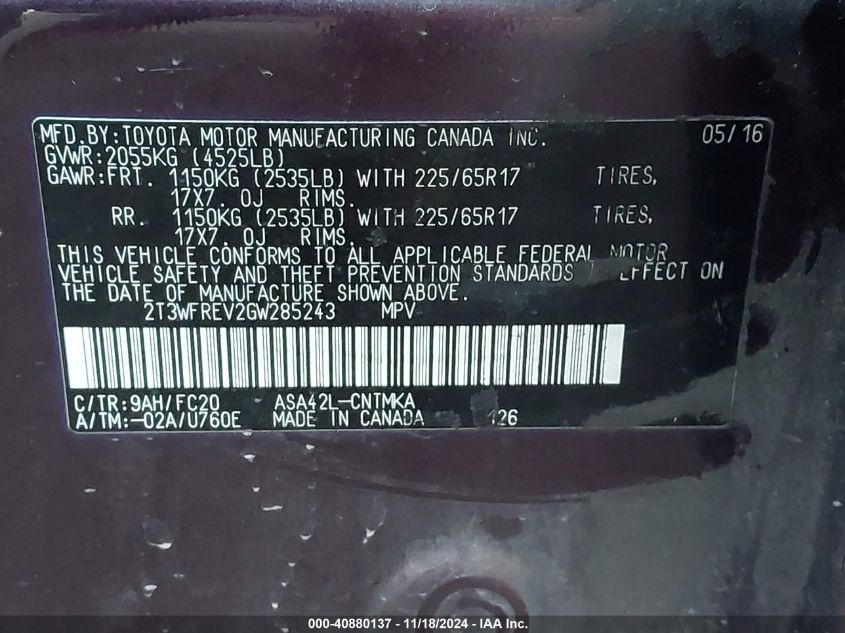 MFD.BY:TOYOTA MOTOR MANUFACTURING CANADA INC. 05/16
GVWR:2055KG (4525LB)
GAWR:FRT. 1150KG (2535LB) WITH 225/65R17 TIRES,
17X7.0J RIMS.
RR. 1150KG (2535LB) WITH 225/65R17 TIRES,
17X7.0J RIMS.
THIS VEHICLE CONFORMS TO ALL APPLICABLE FEDERAL MOTOR
VEHICLE SAFETY AND THEFT PREVENTION STANDARDS EFFECT ON
THE DATE OF MANUFACTURE SHOWN ABOVE.
2T3WFREV2GW285243 MPV
C/TR:9AH/FC20 ASA42L-CNTMKA
A/TM:-02A/U760E MADE IN CANADA 126
000-40880137 - 11/18/2024 - IAA Inc.